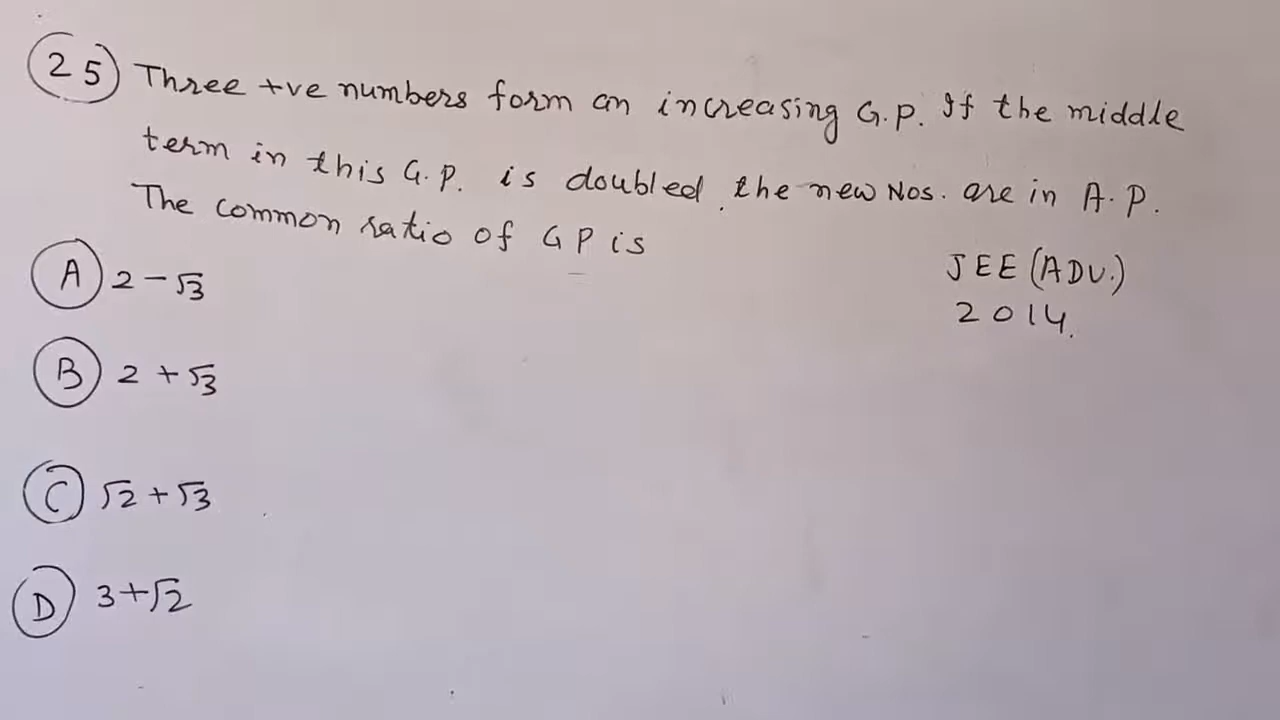 25 Three +ve numbers form an increasing G.P. If the middle
term in this G.P. is doubled, the new Nos. are in A.P.
The common ratio of GP is
JEE (ADV.)
2014.
A 2-√3
B 2+√3
C √2+√3
D 3+√2